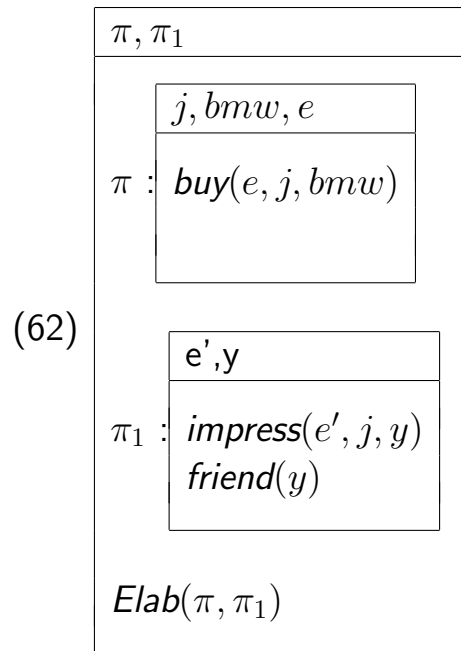 π, π₁
j, bmw, e
π : buy(e, j, bmw)
(62)
e',y
π₁ : impress(e′, j, y)
friend(y)
Elab(π, π₁)